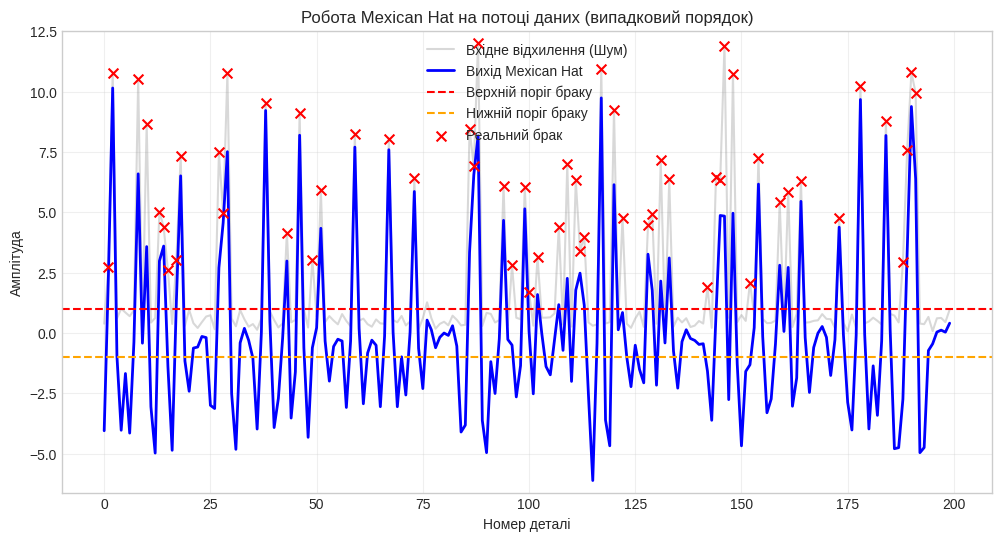 Робота Mexican Hat на потоці даних (випадковий порядок)
12.5
10.0
7.5
5.0
2.5
0.0
−2.5
−5.0
Амплітуда
Вхідне відхилення (Шум)
Вихід Mexican Hat
Верхній поріг браку
Нижній поріг браку
Реальний брак
0 25 50 75 100 125 150 175 200
Номер деталі